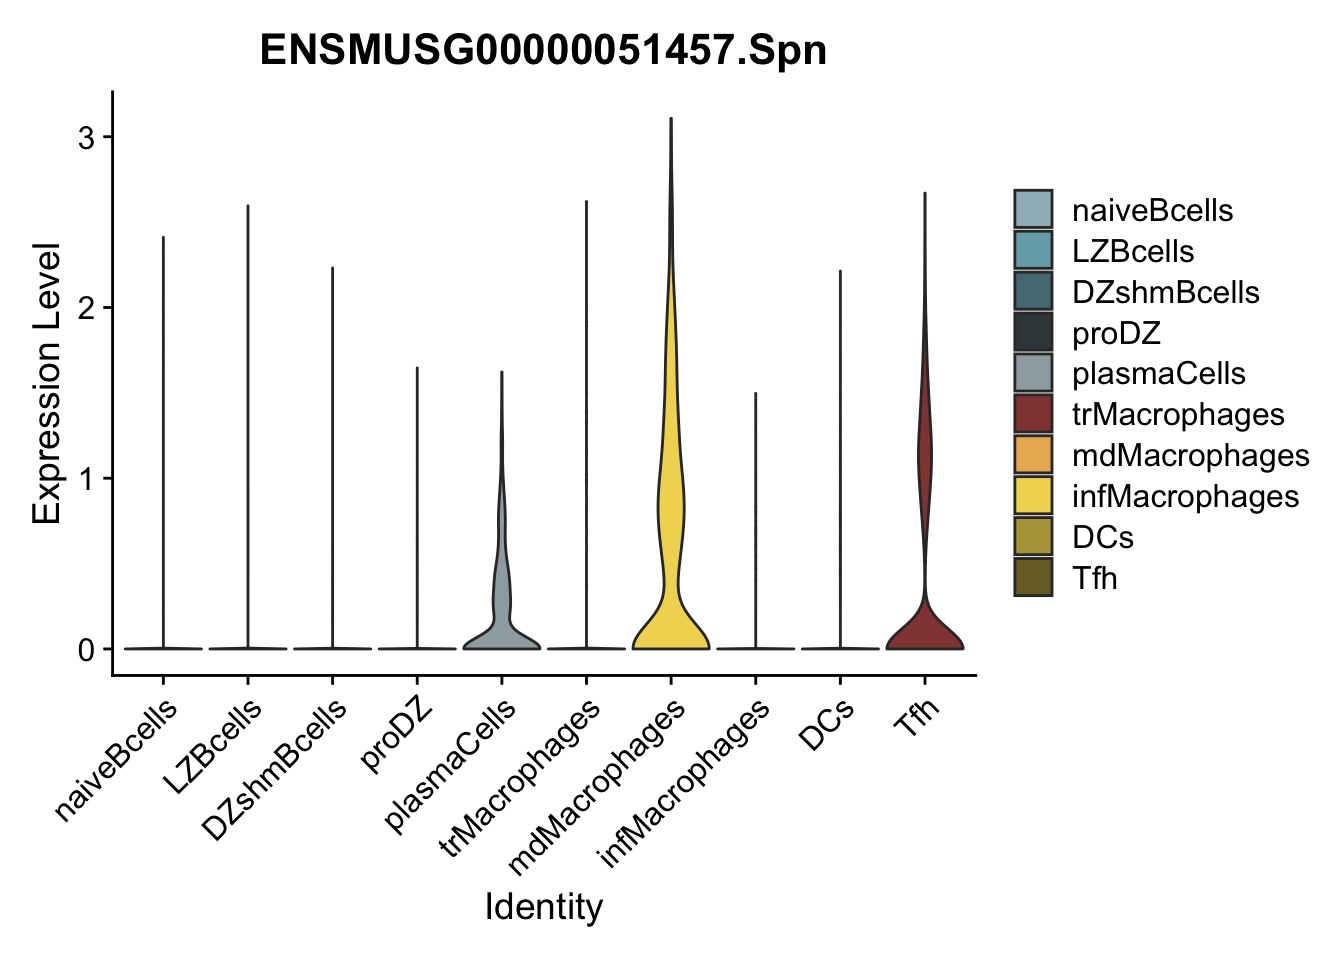 ENSMUSG00000051457.Spn
Expression Level
3
2
1
0
naiveBcells
LZBcells
DZshmBcells
proDZ
plasmaCells
trMacrophages
mdMacrophages
infMacrophages
DCs
Tfh
Identity
naiveBcells
LZBcells
DZshmBcells
proDZ
plasmaCells
trMacrophages
mdMacrophages
infMacrophages
DCs
Tfh